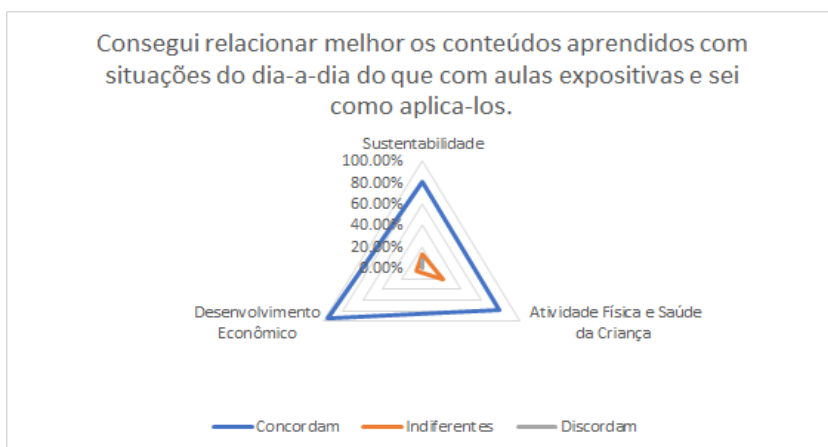 Consegui relacionar melhor os conteúdos aprendidos com
situações do dia-a-dia do que com aulas expositivas e sei
como aplica-los.
Sustentabilidade
100.00%
80.00%
60.00%
40.00%
20.00%
0.00%
Desenvolvimento
Econômico
Atividade Física e Saúde
da Criança
Concordam
Indiferentes
Discordam